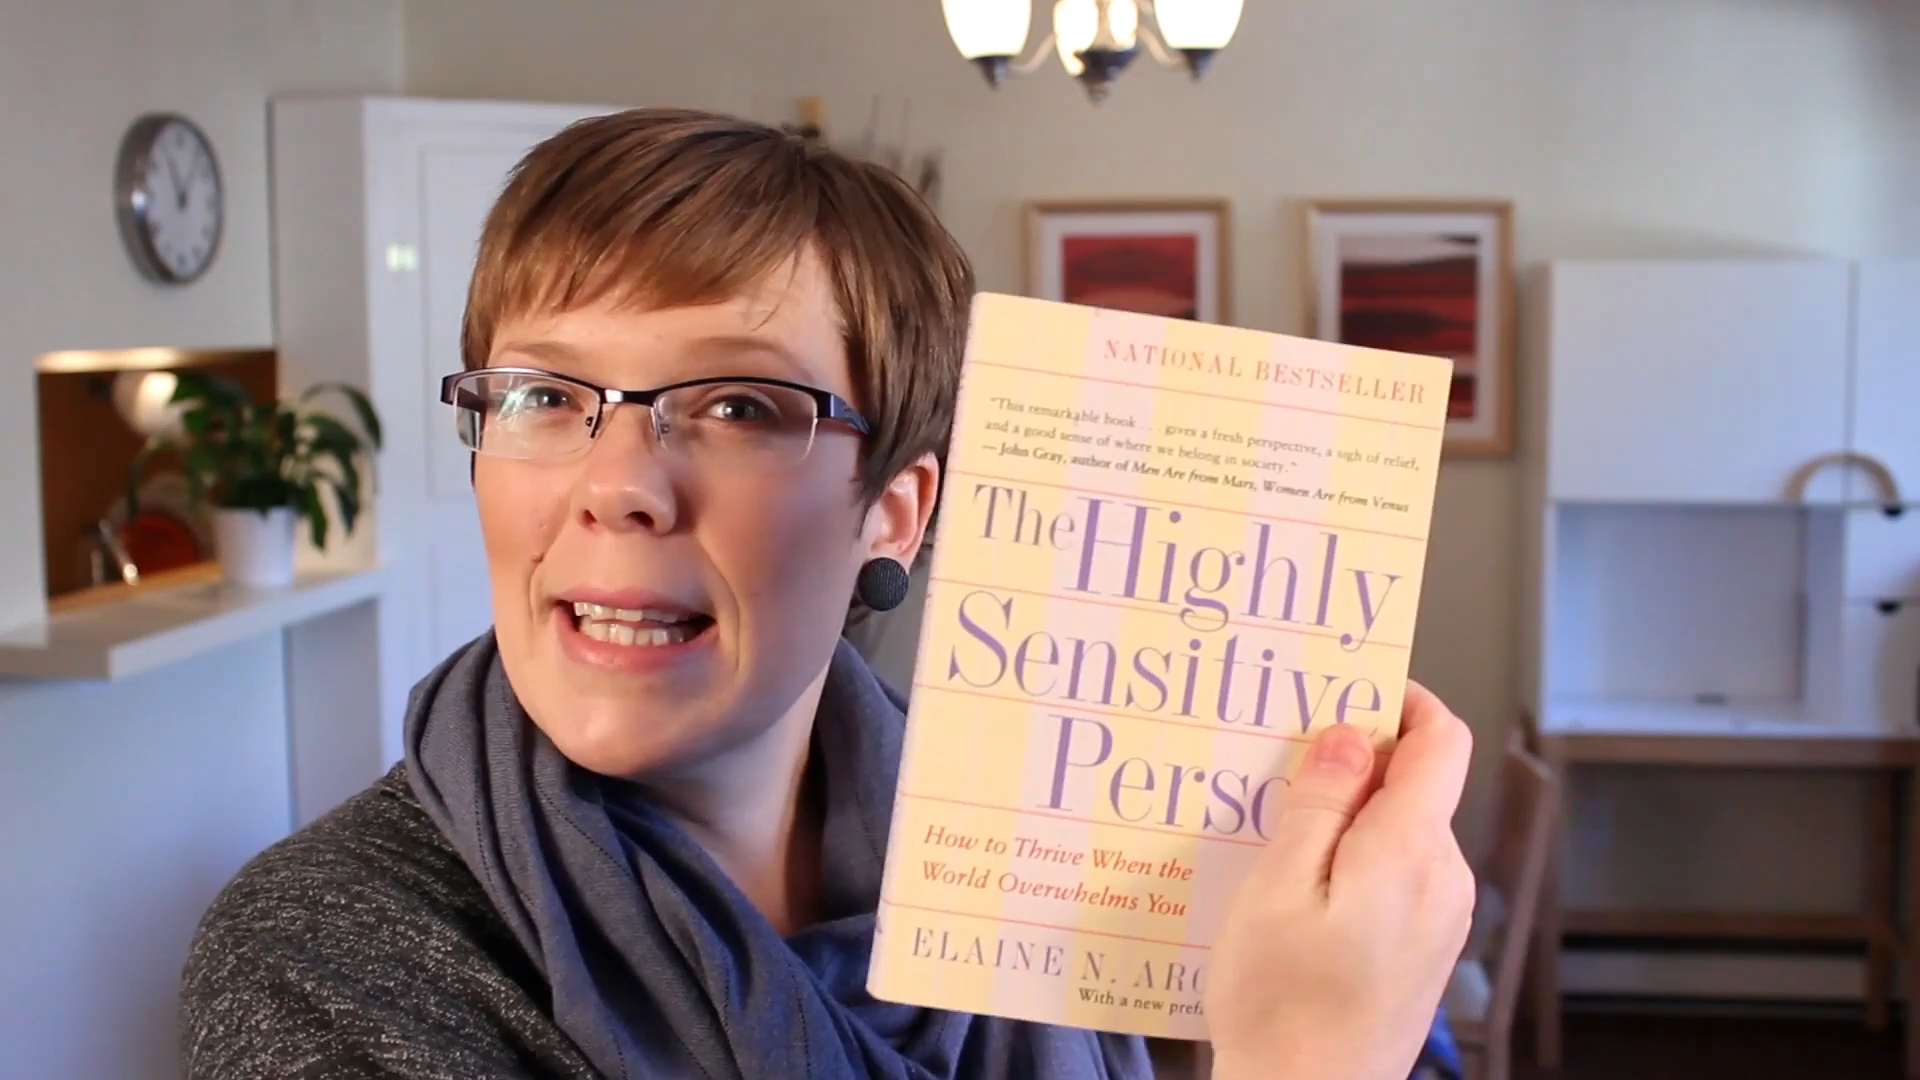 NATIONAL BESTSELLER
"This remarkable book . . . gives a fresh perspective, a sigh of relief,
and a good sense of where we belong in society."
—John Gray, author of Men Are from Mars, Women Are from Venus
The Highly
Sensitive
Perso
How to Thrive When the
World Overwhelms You
ELAINE N. ARO
With a new pref